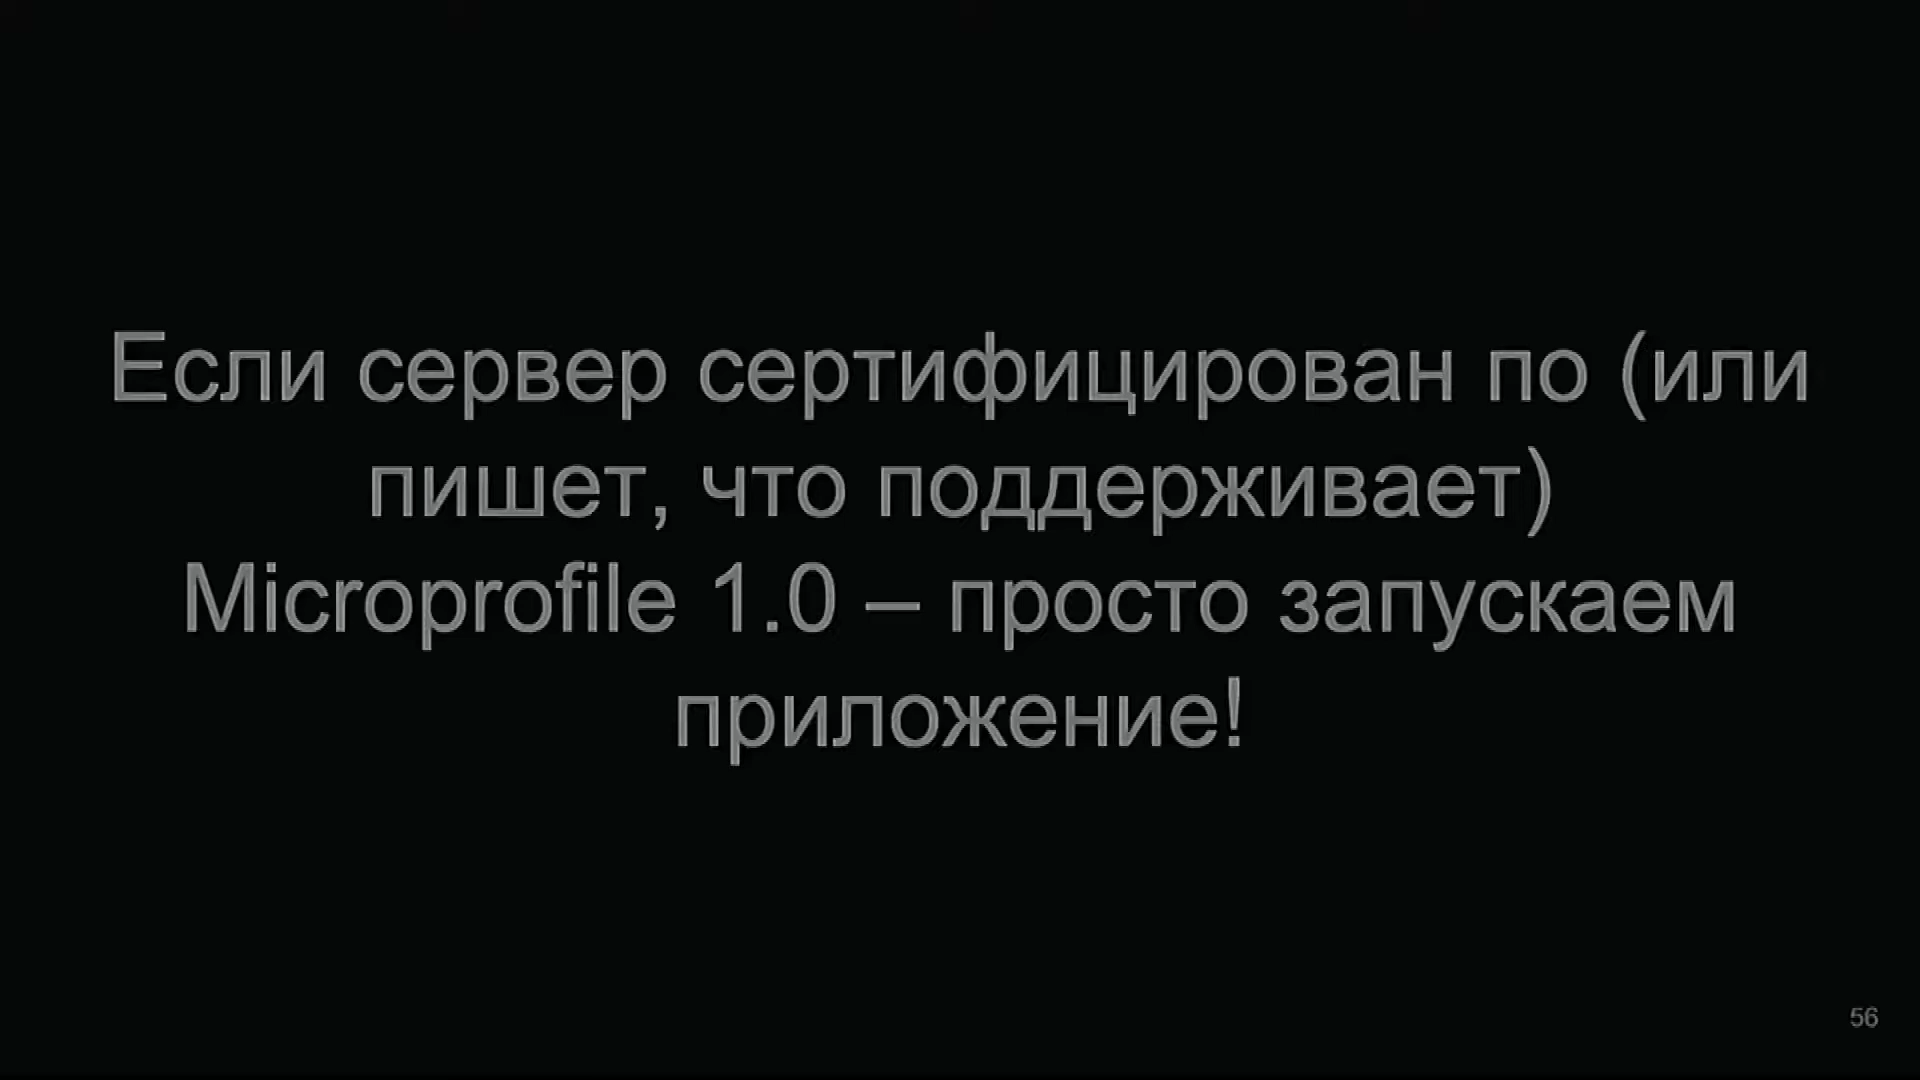 Если сервер сертифицирован по (или
пишет, что поддерживает)
Microprofile 1.0 – просто запускаем
приложение!
56